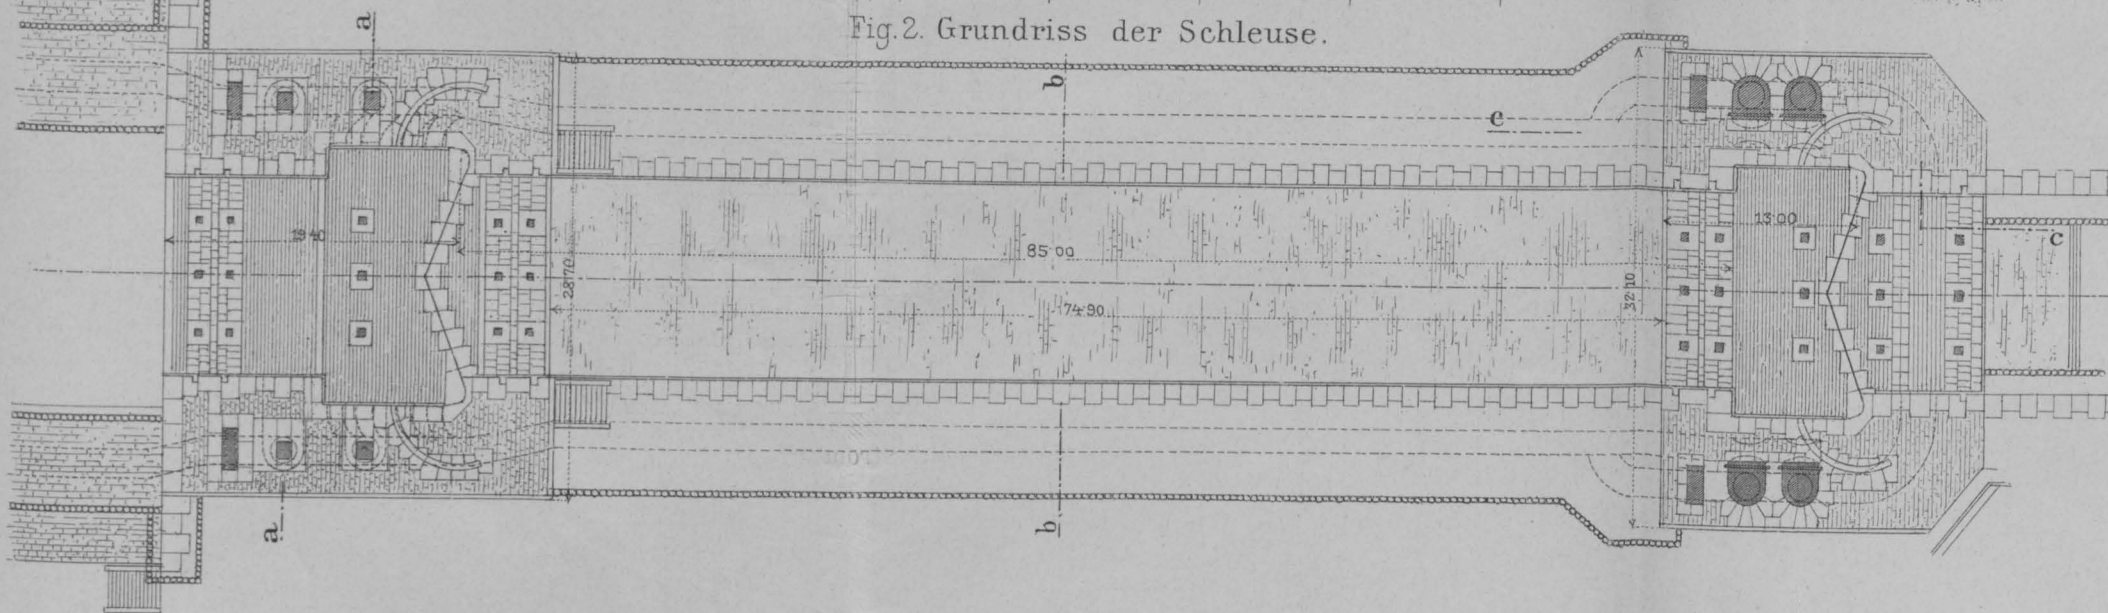 Fig. 2. Grundriss der Schleuse.
a
b
c
19·40
85·00
13·00
c
28·70
74·90
32·10
a
b